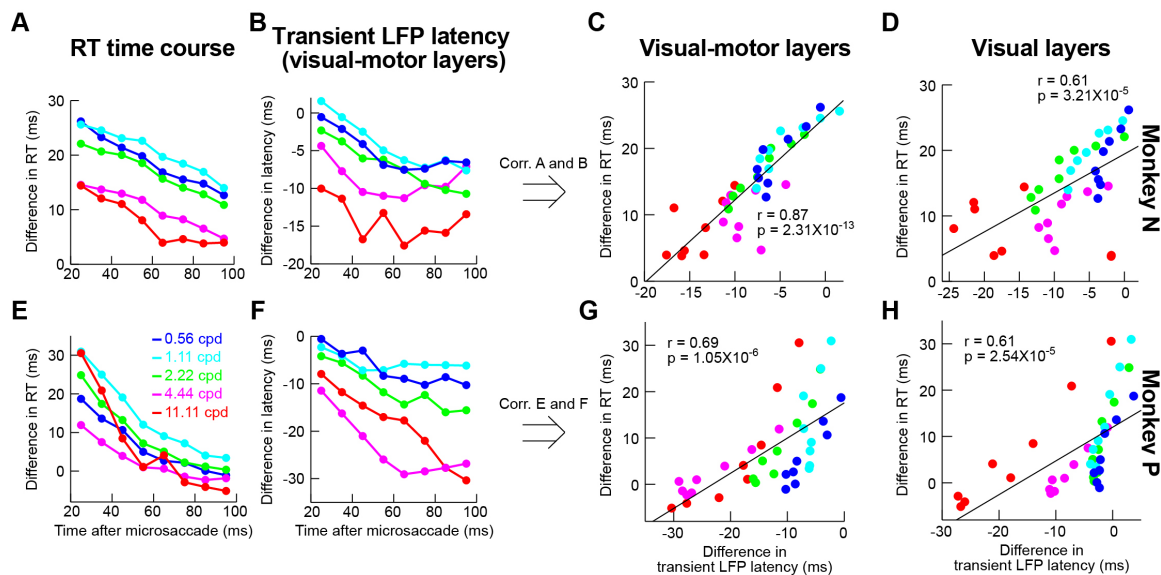 A
RT time course
Difference in RT (ms)
30
20
10
0
20 40 60 80 100
B
Transient LFP latency
(visual-motor layers)
Difference in latency (ms)
0
-5
-10
-15
-20
20 40 60 80 100
Corr. A and B
C
Visual-motor layers
Difference in RT (ms)
40
30
20
10
0
-20 -15 -10 -5 0
r = 0.87
p = 2.31X10-13
D
Visual layers
Difference in RT (ms)
40
30
20
10
0
-25 -20 -15 -10 -5 0
r = 0.61
p = 3.21X10-5
Monkey N
E
Difference in RT (ms)
30
20
10
0
20 40 60 80 100
Time after microsaccade (ms)
0.56 cpd
1.11 cpd
2.22 cpd
4.44 cpd
11.11 cpd
F
Difference in latency (ms)
0
-10
-20
-30
20 40 60 80 100
Time after microsaccade (ms)
Corr. E and F
G
Difference in RT (ms)
30
20
10
0
-30 -20 -10 0
r = 0.69
p = 1.05X10-6
Difference in
transient LFP latency (ms)
H
Difference in RT (ms)
30
20
10
0
-30 -20 -10 0
r = 0.61
p = 2.54X10-5
Difference in
transient LFP latency (ms)
Monkey P